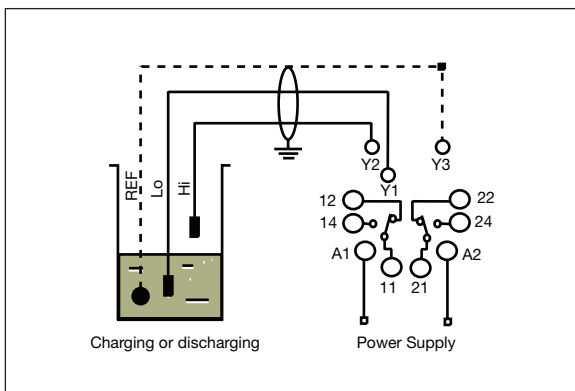 REF
Lo
Hi
Y2
Y3
Y1
12
22
14
24
A1
A2
11
21
Charging or discharging
Power Supply